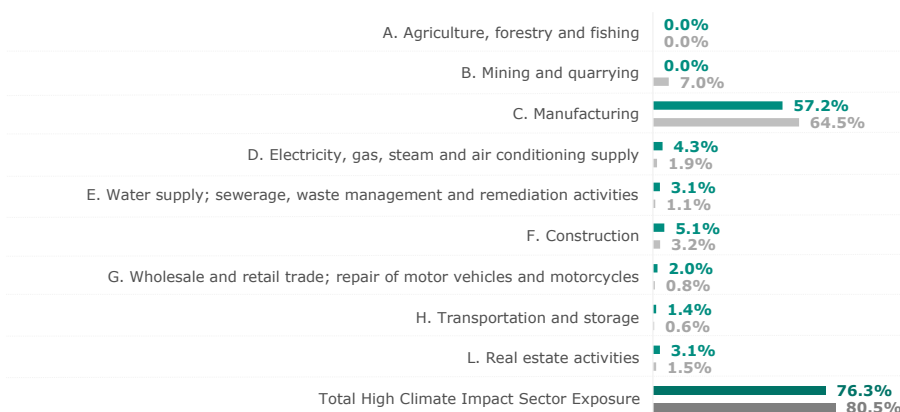 A. Agriculture, forestry and fishing
0.0%
0.0%
B. Mining and quarrying
0.0%
7.0%
C. Manufacturing
57.2%
64.5%
D. Electricity, gas, steam and air conditioning supply
4.3%
1.9%
E. Water supply; sewerage, waste management and remediation activities
3.1%
1.1%
F. Construction
5.1%
3.2%
G. Wholesale and retail trade; repair of motor vehicles and motorcycles
2.0%
0.8%
H. Transportation and storage
1.4%
0.6%
L. Real estate activities
3.1%
1.5%
Total High Climate Impact Sector Exposure
76.3%
80.5%